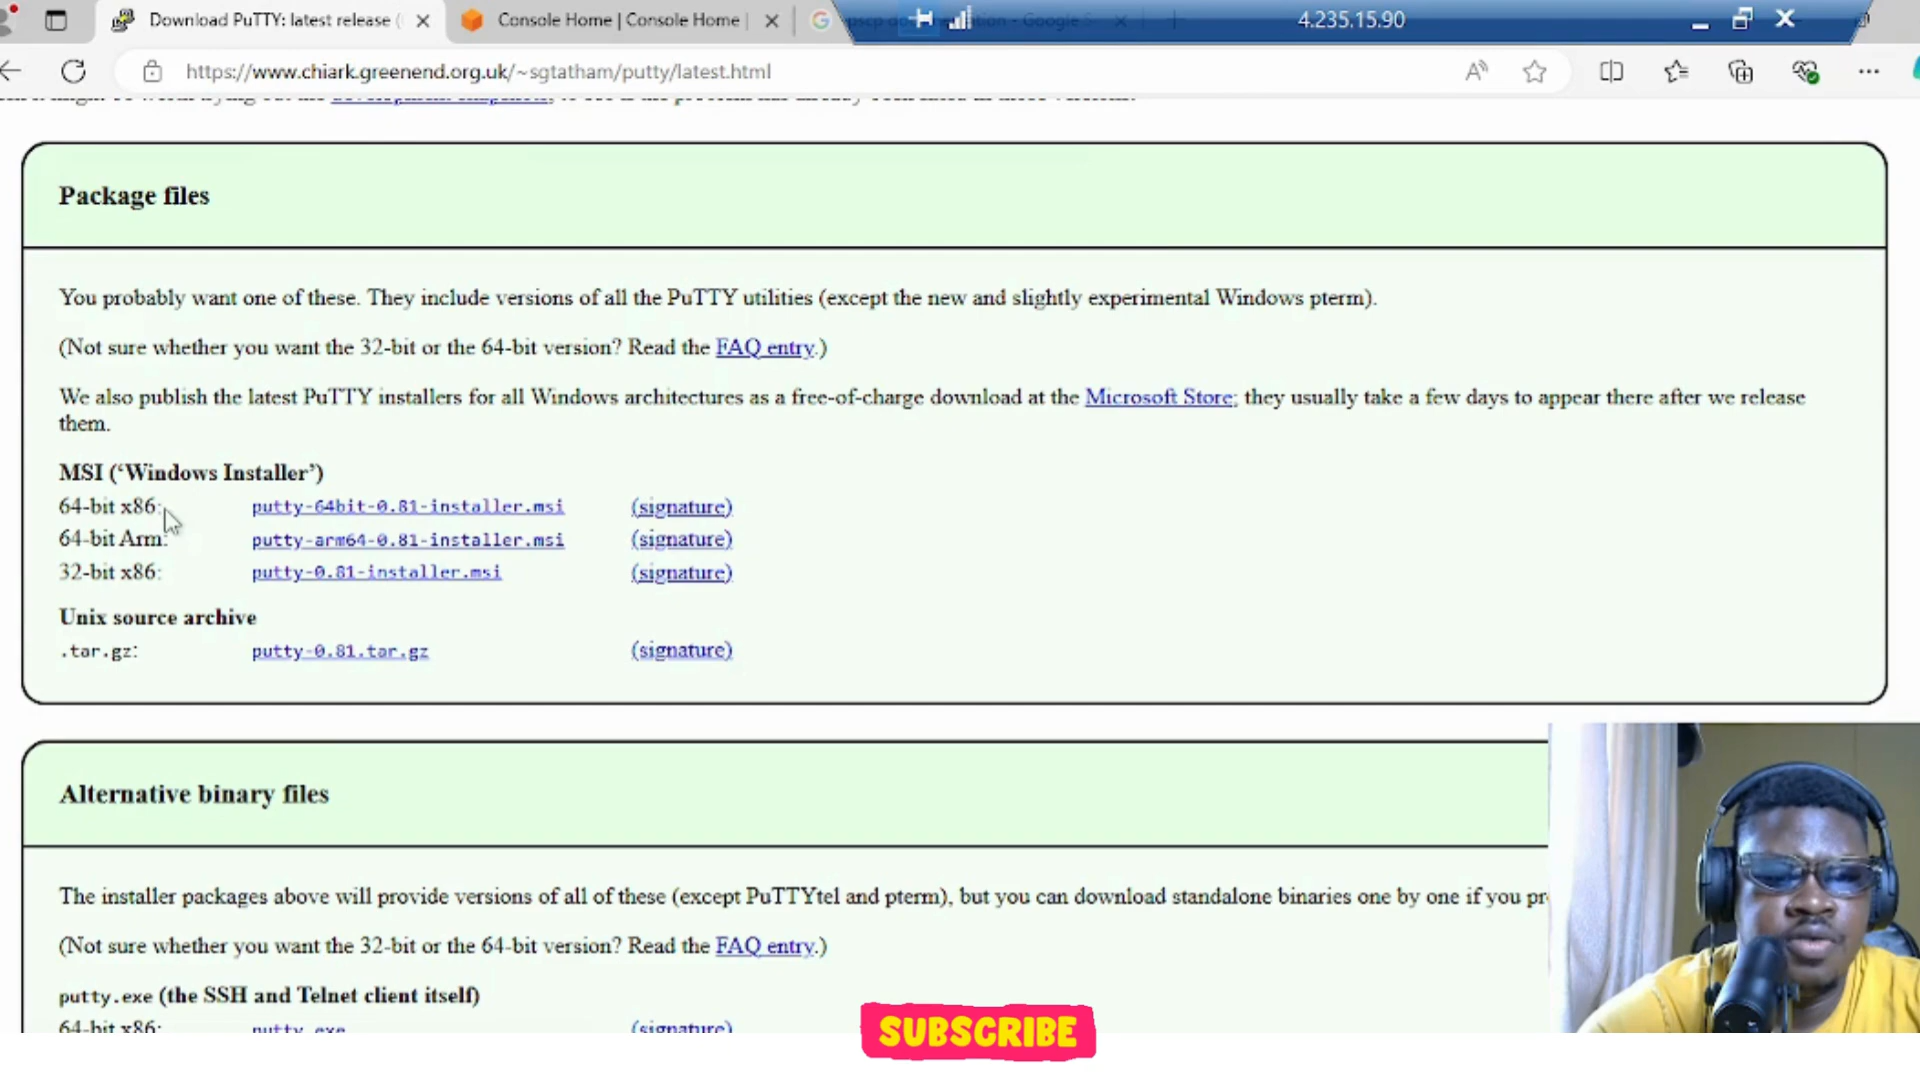 Download PuTTY: latest release (
Console Home | Console Home |
4.235.15.90
https://www.chiark.greenend.org.uk/~sgtatham/putty/latest.html
Package files
You probably want one of these. They include versions of all the PuTTY utilities (except the new and slightly experimental Windows pterm).
(Not sure whether you want the 32-bit or the 64-bit version? Read the FAQ entry.)
We also publish the latest PuTTY installers for all Windows architectures as a free-of-charge download at the Microsoft Store; they usually take a few days to appear there after we release
them.
MSI (‘Windows Installer’)
64-bit x86: putty-64bit-0.81-installer.msi (signature)
64-bit Arm: putty-arm64-0.81-installer.msi (signature)
32-bit x86: putty-0.81-installer.msi (signature)
Unix source archive
.tar.gz: putty-0.81.tar.gz (signature)
Alternative binary files
The installer packages above will provide versions of all of these (except PuTTYtel and pterm), but you can download standalone binaries one by one if you pr
(Not sure whether you want the 32-bit or the 64-bit version? Read the FAQ entry.)
putty.exe (the SSH and Telnet client itself)
64-bit x86: putty.exe (signature)
SUBSCRIBE